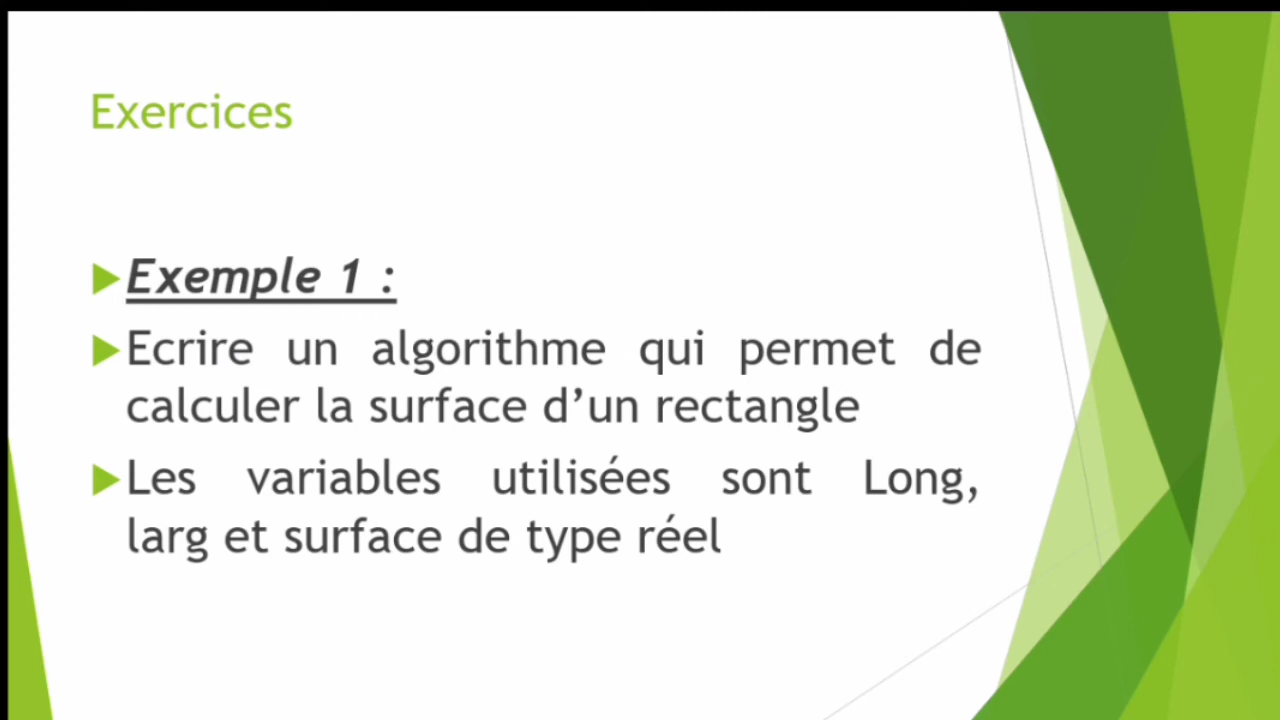 Exercices
Exemple 1 :
Ecrire un algorithme qui permet de
calculer la surface d’un rectangle
Les variables utilisées sont Long,
larg et surface de type réel